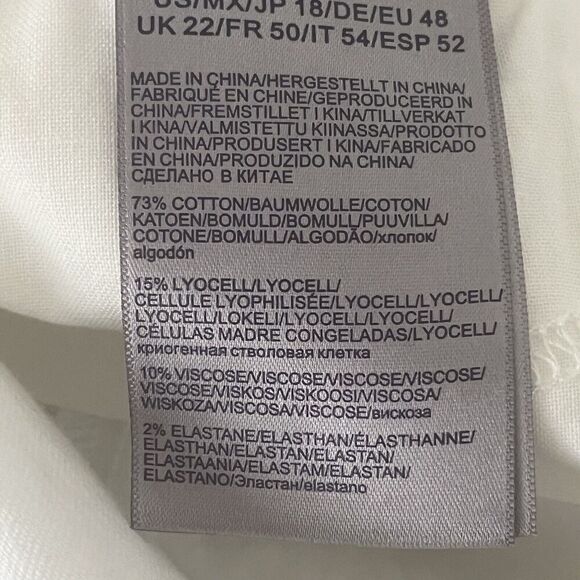 US/MX/JP 18/DE/EU 48
UK 22/FR 50/IT 54/ESP 52
MADE IN CHINA/HERGESTELLT IN CHINA/
FABRIQUÉ EN CHINE/GEPRODUCEERD IN
CHINA/FREMSTILLET I KINA/TILLVERKAT
I KINA/VALMISTETTU KIINASSA/PRODOTTO
IN CHINA/PRODUSERT I KINA/FABRICADO
EN CHINA/PRODUZIDO NA CHINA/
СДЕЛАНО В КИТАЕ
73% COTTON/BAUMWOLLE/COTON/
KATOEN/BOMULD/BOMULL/PUUVILLA/
COTONE/BOMULL/ALGODÃO/хлопок/
algodón
15% LYOCELL/LYOCELL/
CELLULE LYOPHILISÉE/LYOCELL/LYOCELL/
LYOCELL/LOKELI/LYOCELL/LYOCELL/
CÉLULAS MADRE CONGELADAS/LYOCELL/
криогенная стволовая клетка
10% VISCOSE/VISCOSE/VISCOSE/VISCOSE/
VISCOSE/VISKOS/VISKOOSI/VISCOSA/
WISKOZA/VISCOSA/VISCOSE/вискоза
2% ELASTANE/ELASTHAN/ÉLASTHANNE/
ELASTHAN/ELASTAN/ELASTAN/
ELASTAANIA/ELASTAM/ELASTAN/
ELASTANO/Эластан/elastano